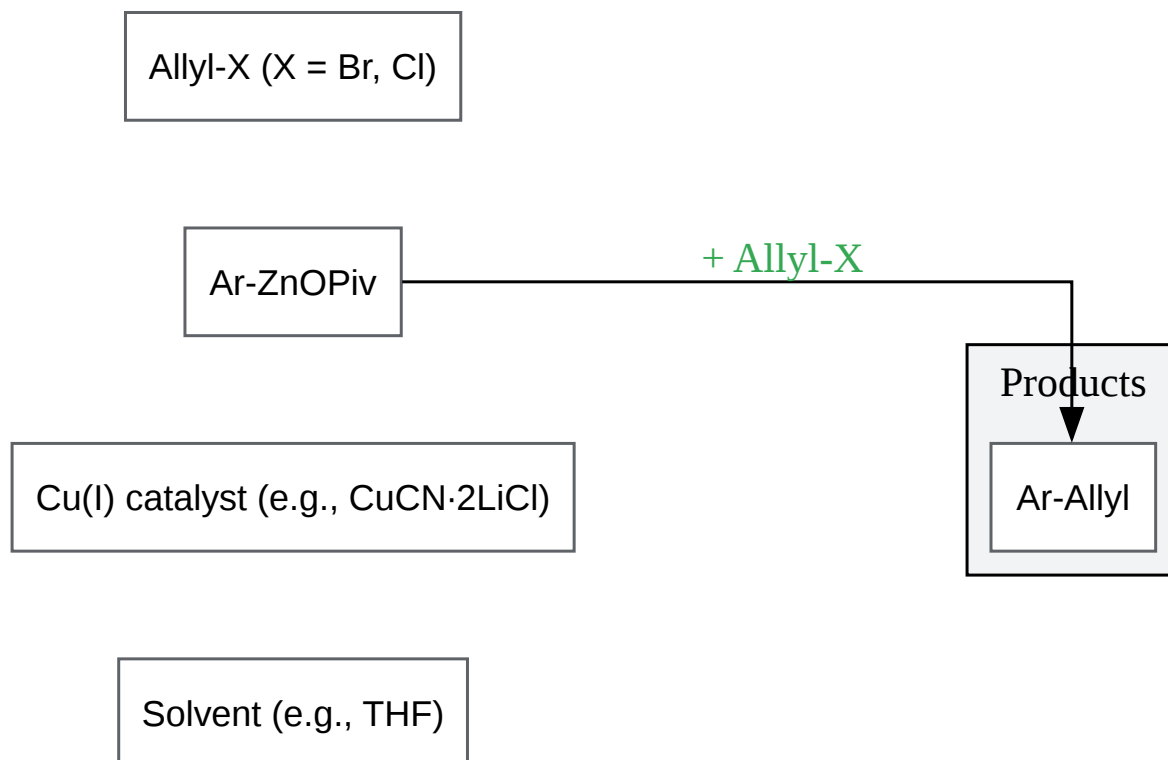 Allyl-X (X = Br, Cl)
Ar-ZnOPiv
+ Allyl-X
Products
Cu(I) catalyst (e.g., CuCN·2LiCl)
Ar-Allyl
Solvent (e.g., THF)